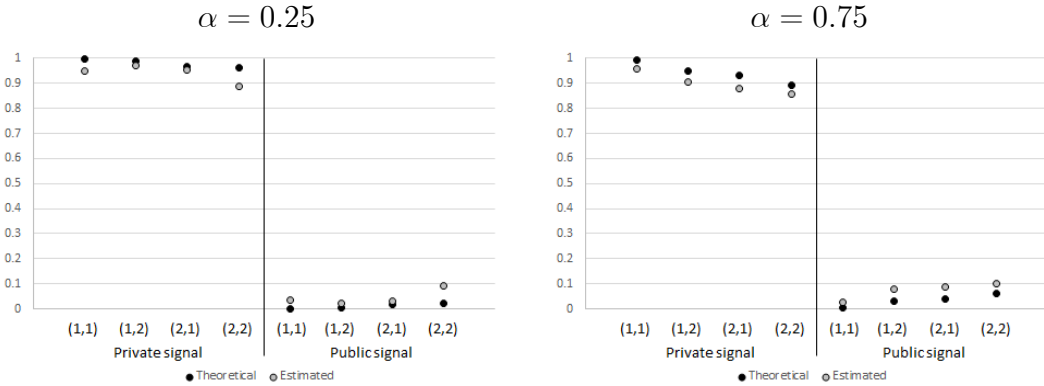 α = 0.25
1
0.9
0.8
0.7
0.6
0.5
0.4
0.3
0.2
0.1
0
(1,1) (1,2) (2,1) (2,2) (1,1) (1,2) (2,1) (2,2)
Private signal Public signal
Theoretical Estimated
α = 0.75
1
0.9
0.8
0.7
0.6
0.5
0.4
0.3
0.2
0.1
0
(1,1) (1,2) (2,1) (2,2) (1,1) (1,2) (2,1) (2,2)
Private signal Public signal
Theoretical Estimated